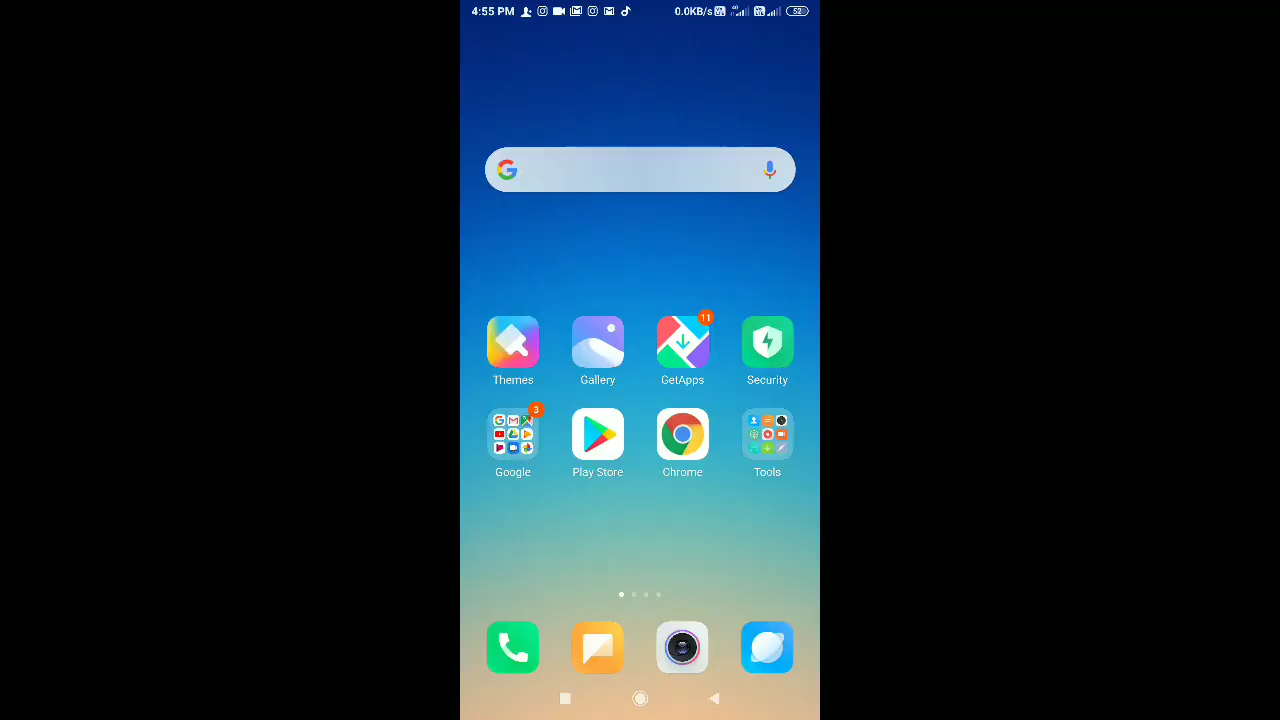 4:55 PM 0.0KB/s 52
11
Themes Gallery GetApps Security
3
Google Play Store Chrome Tools